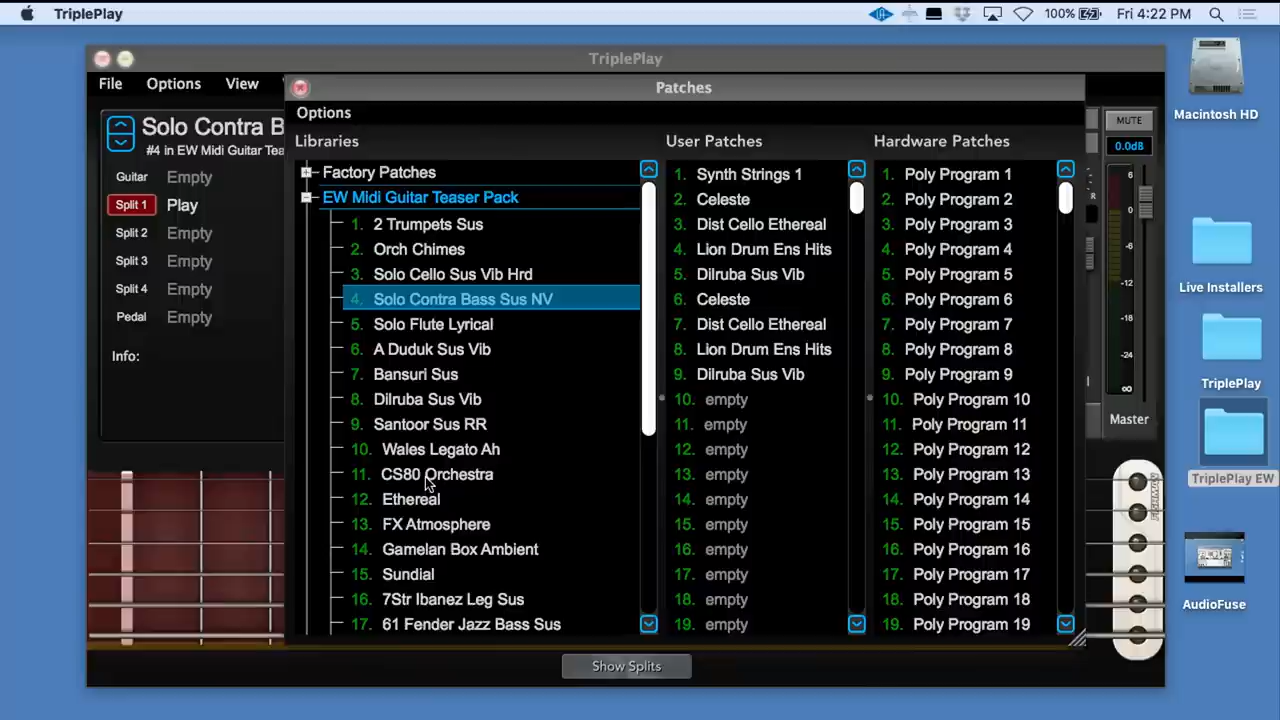 TriplePlay
100%
Fri 4:22 PM
TriplePlay
File
Options
View
Patches
Options
Solo Contra B
#4 in EW Midi Guitar Tea
Guitar Empty
Split 1 Play
Split 2 Empty
Split 3 Empty
Split 4 Empty
Pedal Empty
Info:
Libraries
Factory Patches
EW Midi Guitar Teaser Pack
1. 2 Trumpets Sus
2. Orch Chimes
3. Solo Cello Sus Vib Hrd
4. Solo Contra Bass Sus NV
5. Solo Flute Lyrical
6. A Duduk Sus Vib
7. Bansuri Sus
8. Dilruba Sus Vib
9. Santoor Sus RR
10. Wales Legato Ah
11. CS80 Orchestra
12. Ethereal
13. FX Atmosphere
14. Gamelan Box Ambient
15. Sundial
16. 7Str Ibanez Leg Sus
17. 61 Fender Jazz Bass Sus
User Patches
1. Synth Strings 1
2. Celeste
3. Dist Cello Ethereal
4. Lion Drum Ens Hits
5. Dilruba Sus Vib
6. Celeste
7. Dist Cello Ethereal
8. Lion Drum Ens Hits
9. Dilruba Sus Vib
10. empty
11. empty
12. empty
13. empty
14. empty
15. empty
16. empty
17. empty
18. empty
19. empty
Hardware Patches
1. Poly Program 1
2. Poly Program 2
3. Poly Program 3
4. Poly Program 4
5. Poly Program 5
6. Poly Program 6
7. Poly Program 7
8. Poly Program 8
9. Poly Program 9
10. Poly Program 10
11. Poly Program 11
12. Poly Program 12
13. Poly Program 13
14. Poly Program 14
15. Poly Program 15
16. Poly Program 16
17. Poly Program 17
18. Poly Program 18
19. Poly Program 19
MUTE
0.0dB
6
0
-6
-12
-18
-24
∞
Master
FISHMAN
Show Splits
Macintosh HD
Live Installers
TriplePlay
TriplePlay EW
AudioFuse